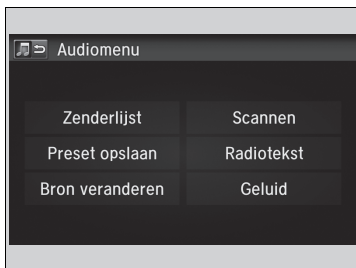 Audiomenu
Zenderlijst Scannen
Preset opslaan Radiotekst
Bron veranderen Geluid